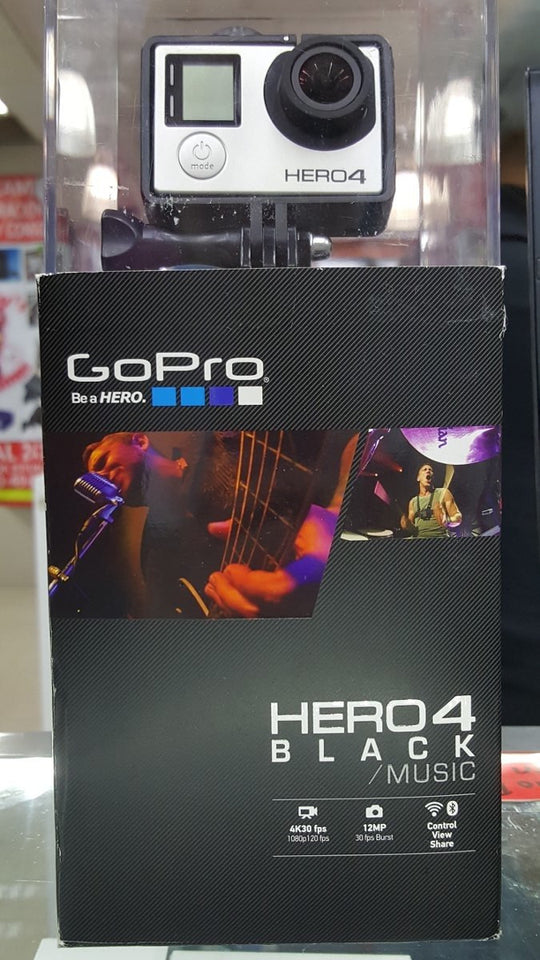 mode
HERO4
GoPro®
Be a HERO.
HERO4
BLACK
/MUSIC
4K30 fps
1080p120 fps
12MP
30 fps Burst
Control
View
Share